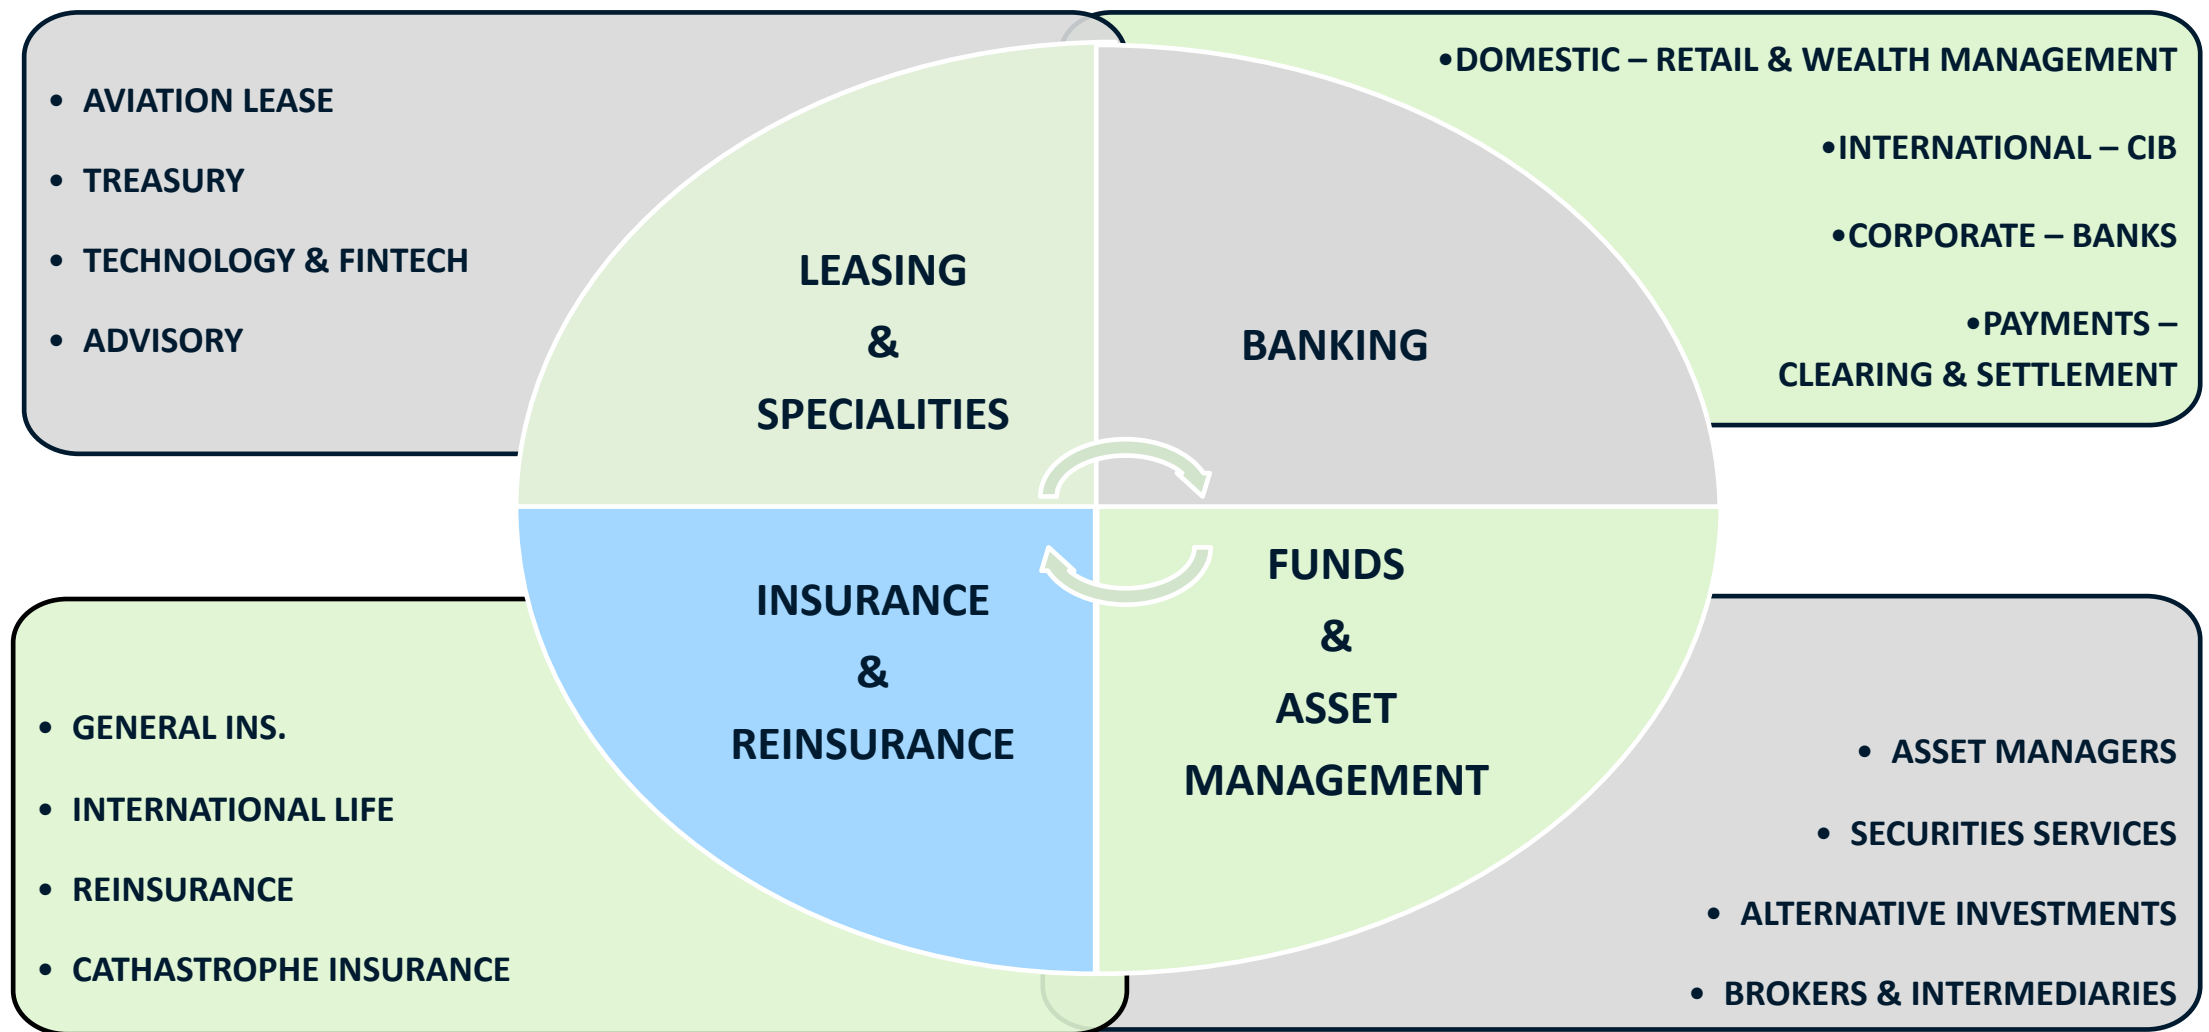 • AVIATION LEASE
• TREASURY
• TECHNOLOGY & FINTECH
• ADVISORY
LEASING
&
SPECIALITIES
BANKING
•DOMESTIC – RETAIL & WEALTH MANAGEMENT
•INTERNATIONAL – CIB
•CORPORATE – BANKS
•PAYMENTS –
CLEARING & SETTLEMENT
• GENERAL INS.
• INTERNATIONAL LIFE
• REINSURANCE
• CATHASTROPHE INSURANCE
INSURANCE
&
REINSURANCE
FUNDS
&
ASSET
MANAGEMENT
• ASSET MANAGERS
• SECURITIES SERVICES
• ALTERNATIVE INVESTMENTS
• BROKERS & INTERMEDIARIES